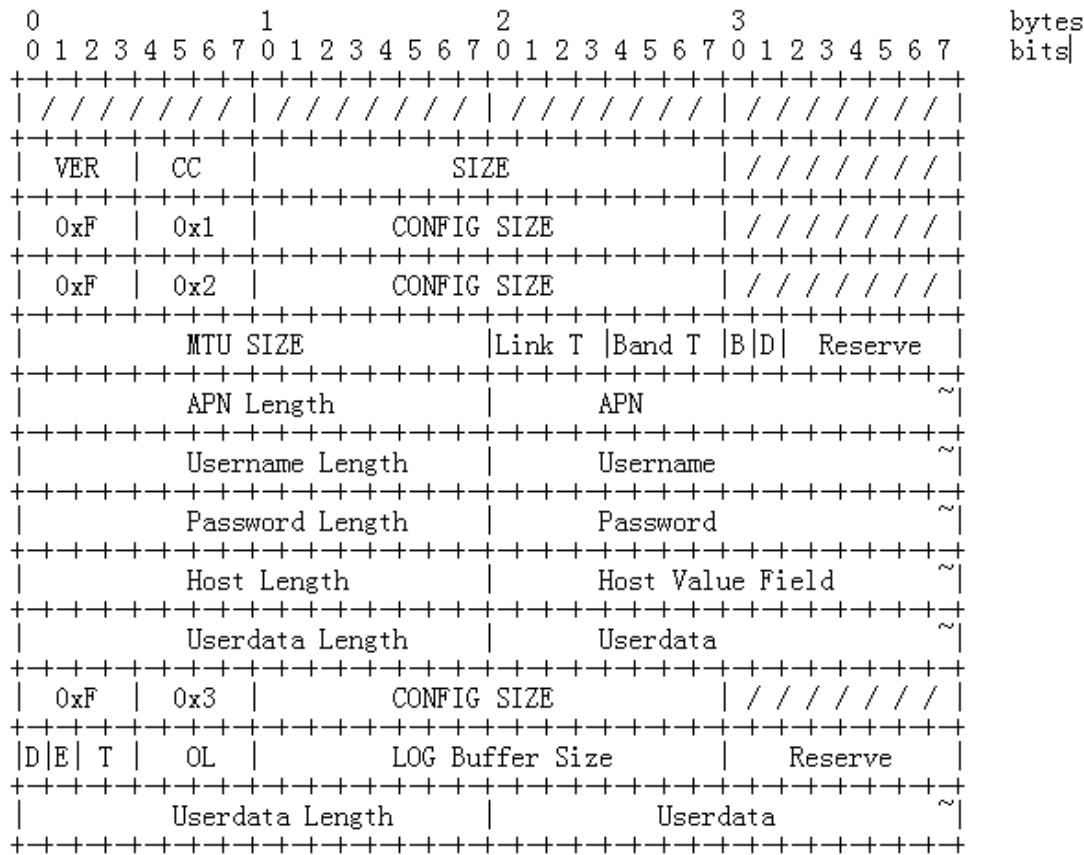 0 1 2 3 bytes
0 1 2 3 4 5 6 7 0 1 2 3 4 5 6 7 0 1 2 3 4 5 6 7 0 1 2 3 4 5 6 7 bits|
+-+-+-+-+-+-+-+-+-+-+-+-+-+-+-+-+-+-+-+-+-+-+-+-+-+-+-+-+-+-+-+-+
| / / / / / / / | / / / / / / / | / / / / / / / | / / / / / / / |
+-+-+-+-+-+-+-+-+-+-+-+-+-+-+-+-+-+-+-+-+-+-+-+-+-+-+-+-+-+-+-+-+
| VER | CC | SIZE | / / / / / / / |
+-+-+-+-+-+-+-+-+-+-+-+-+-+-+-+-+-+-+-+-+-+-+-+-+-+-+-+-+-+-+-+-+
| 0xF | 0x1 | CONFIG SIZE | / / / / / / / |
+-+-+-+-+-+-+-+-+-+-+-+-+-+-+-+-+-+-+-+-+-+-+-+-+-+-+-+-+-+-+-+-+
| 0xF | 0x2 | CONFIG SIZE | / / / / / / / |
+-+-+-+-+-+-+-+-+-+-+-+-+-+-+-+-+-+-+-+-+-+-+-+-+-+-+-+-+-+-+-+-+
| MTU SIZE |Link T |Band T |B|D| Reserve |
+-+-+-+-+-+-+-+-+-+-+-+-+-+-+-+-+-+-+-+-+-+-+-+-+-+-+-+-+-+-+-+-+
| APN Length | APN ~|
+-+-+-+-+-+-+-+-+-+-+-+-+-+-+-+-+-+-+-+-+-+-+-+-+-+-+-+-+-+-+-+-+
| Username Length | Username ~|
+-+-+-+-+-+-+-+-+-+-+-+-+-+-+-+-+-+-+-+-+-+-+-+-+-+-+-+-+-+-+-+-+
| Password Length | Password ~|
+-+-+-+-+-+-+-+-+-+-+-+-+-+-+-+-+-+-+-+-+-+-+-+-+-+-+-+-+-+-+-+-+
| Host Length | Host Value Field ~|
+-+-+-+-+-+-+-+-+-+-+-+-+-+-+-+-+-+-+-+-+-+-+-+-+-+-+-+-+-+-+-+-+
| Userdata Length | Userdata ~|
+-+-+-+-+-+-+-+-+-+-+-+-+-+-+-+-+-+-+-+-+-+-+-+-+-+-+-+-+-+-+-+-+
| 0xF | 0x3 | CONFIG SIZE | / / / / / / / |
+-+-+-+-+-+-+-+-+-+-+-+-+-+-+-+-+-+-+-+-+-+-+-+-+-+-+-+-+-+-+-+-+
|D|E| T | OL | LOG Buffer Size | Reserve |
+-+-+-+-+-+-+-+-+-+-+-+-+-+-+-+-+-+-+-+-+-+-+-+-+-+-+-+-+-+-+-+-+
| Userdata Length | Userdata ~|
+-+-+-+-+-+-+-+-+-+-+-+-+-+-+-+-+-+-+-+-+-+-+-+-+-+-+-+-+-+-+-+-+